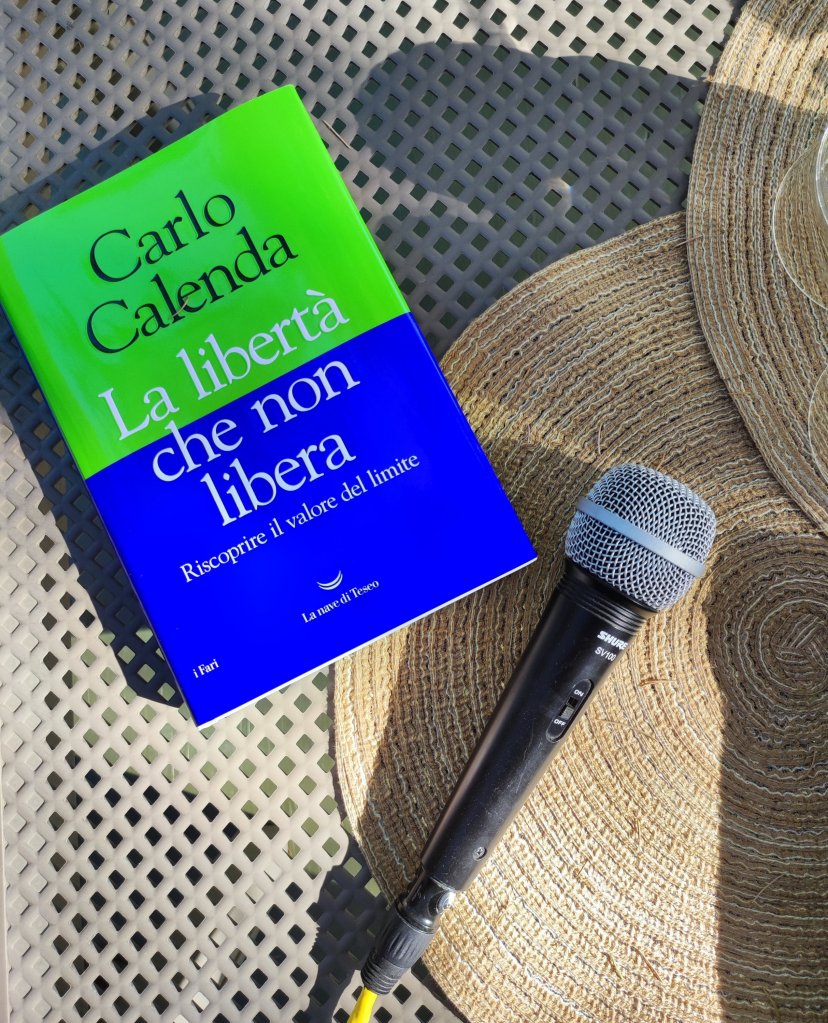 Carlo
Calenda
La libertà
che non
libera
Riscoprire il valore del limite
La nave di Teseo
i Fari
SHURE
SV100
ON
OFF